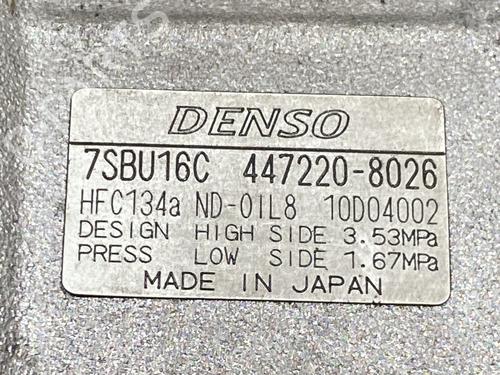 DENSO
7SBU16C 447220-8026
HFC134a ND-OIL8 10D04002
DESIGN HIGH SIDE 3.53MPa
PRESS LOW SIDE 1.67MPa
MADE IN JAPAN